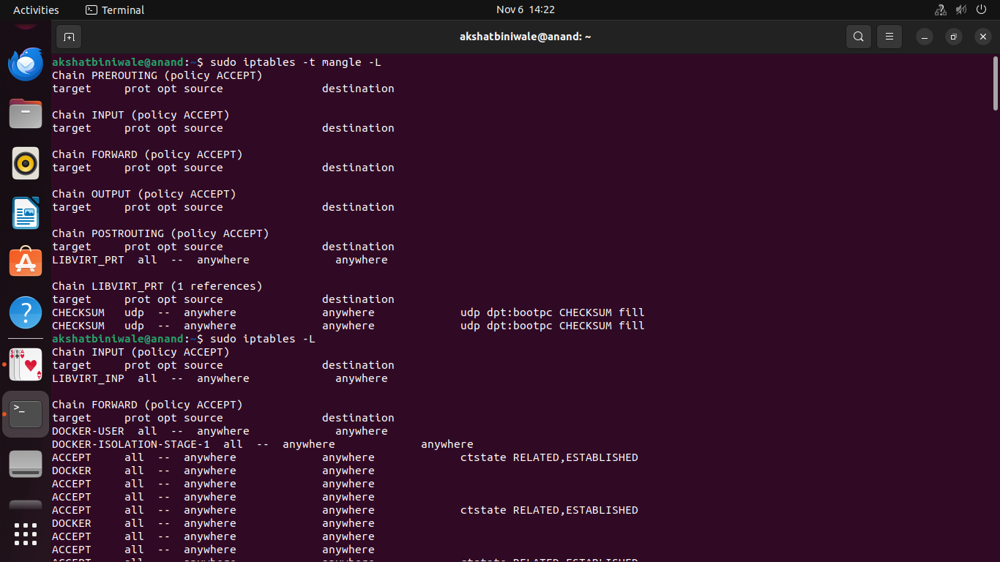 Activities Terminal Nov 6 14:22
akshatbiniwale@anand: ~
akshatbiniwale@anand:~$ sudo iptables -t mangle -L
Chain PREROUTING (policy ACCEPT)
target     prot opt source               destination

Chain INPUT (policy ACCEPT)
target     prot opt source               destination

Chain FORWARD (policy ACCEPT)
target     prot opt source               destination

Chain OUTPUT (policy ACCEPT)
target     prot opt source               destination

Chain POSTROUTING (policy ACCEPT)
target     prot opt source               destination
LIBVIRT_PRT  all  --  anywhere             anywhere

Chain LIBVIRT_PRT (1 references)
target     prot opt source               destination
CHECKSUM   udp  --  anywhere             anywhere             udp dpt:bootpc CHECKSUM fill
CHECKSUM   udp  --  anywhere             anywhere             udp dpt:bootpc CHECKSUM fill
akshatbiniwale@anand:~$ sudo iptables -L
Chain INPUT (policy ACCEPT)
target     prot opt source               destination
LIBVIRT_INP  all  --  anywhere             anywhere

Chain FORWARD (policy ACCEPT)
target     prot opt source               destination
DOCKER-USER  all  --  anywhere             anywhere
DOCKER-ISOLATION-STAGE-1  all  --  anywhere             anywhere
ACCEPT     all  --  anywhere             anywhere             ctstate RELATED,ESTABLISHED
DOCKER     all  --  anywhere             anywhere
ACCEPT     all  --  anywhere             anywhere
ACCEPT     all  --  anywhere             anywhere
ACCEPT     all  --  anywhere             anywhere             ctstate RELATED,ESTABLISHED
DOCKER     all  --  anywhere             anywhere
ACCEPT     all  --  anywhere             anywhere
ACCEPT     all  --  anywhere             anywhere
ACCEPT     all  --  anywhere             anywhere             ctstate RELATED,ESTABLISHED